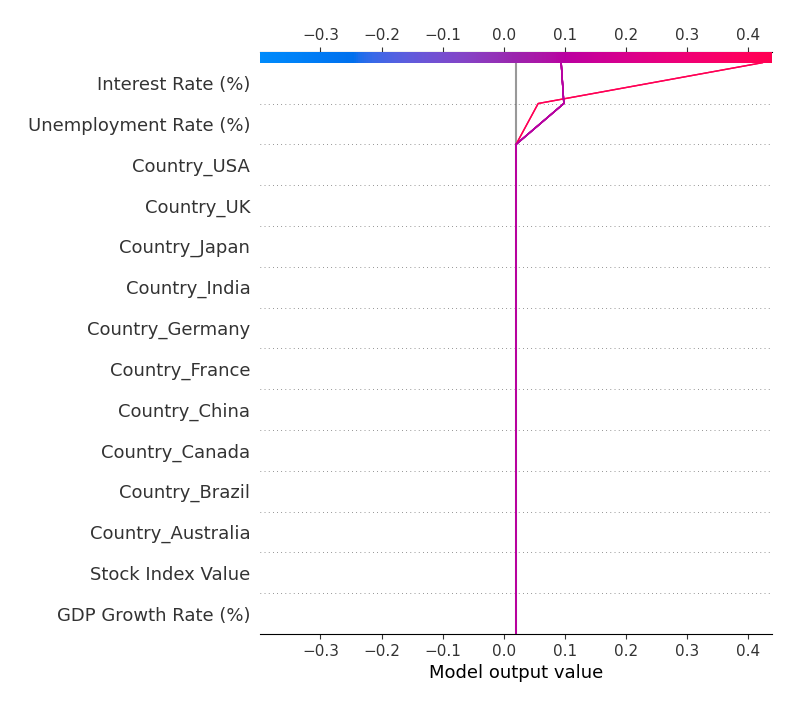 −0.3 −0.2 −0.1 0.0 0.1 0.2 0.3 0.4
Interest Rate (%)
Unemployment Rate (%)
Country_USA
Country_UK
Country_Japan
Country_India
Country_Germany
Country_France
Country_China
Country_Canada
Country_Brazil
Country_Australia
Stock Index Value
GDP Growth Rate (%)
−0.3 −0.2 −0.1 0.0 0.1 0.2 0.3 0.4
Model output value